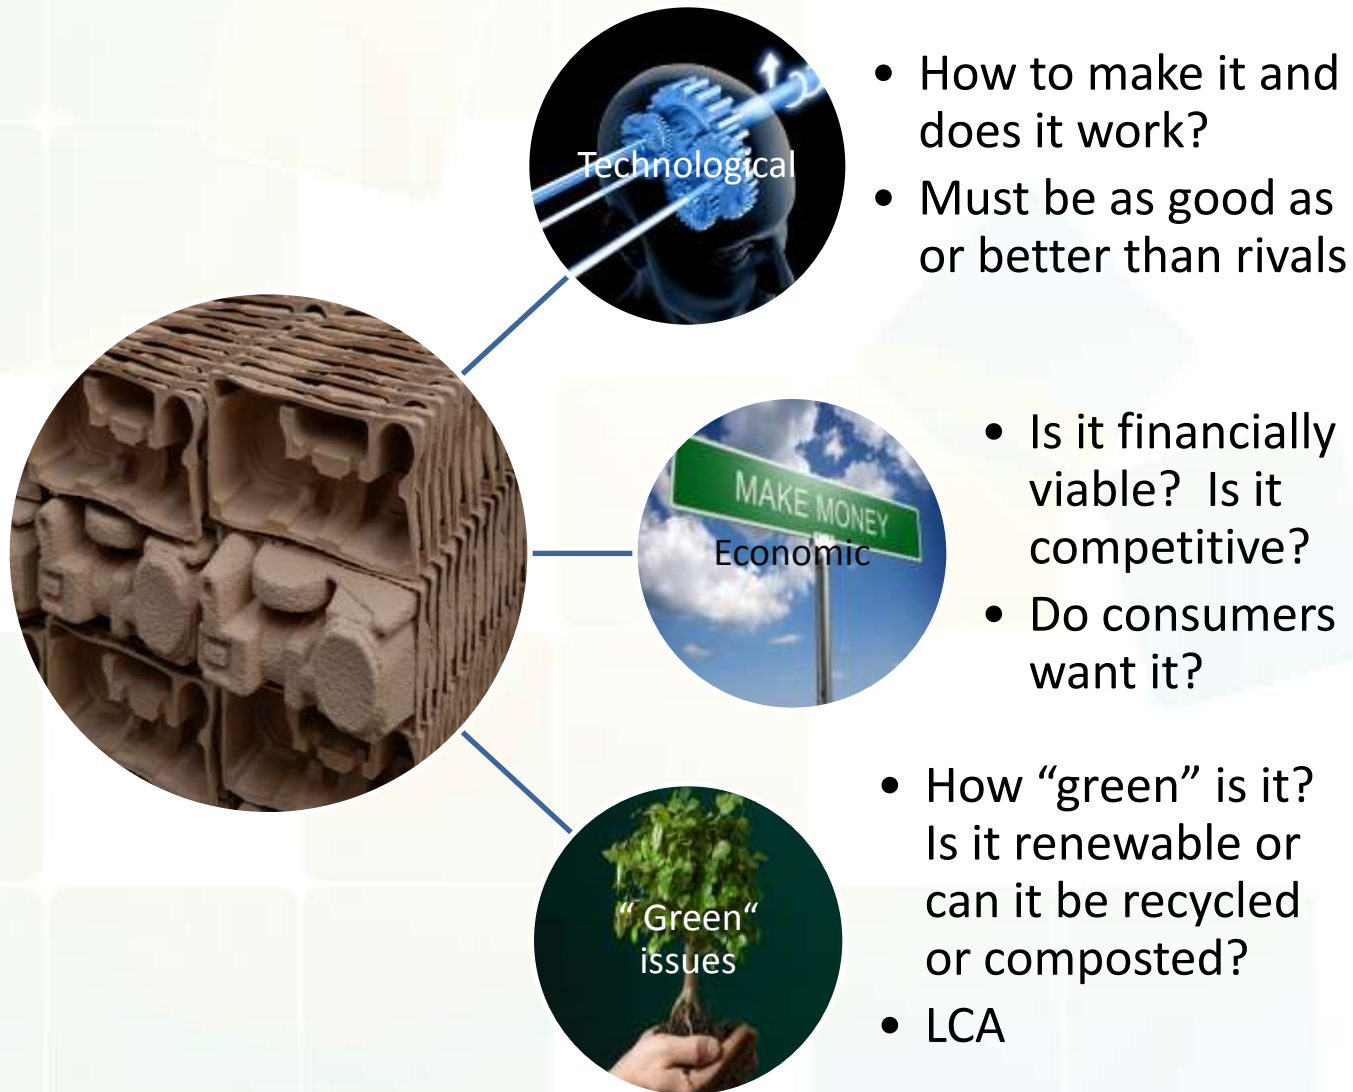 Technological
• How to make it and
does it work?
• Must be as good as
or better than rivals
MAKE MONEY
Economic
• Is it financially
viable?  Is it
competitive?
• Do consumers
want it?
“ Green“
issues
• How “green” is it?
Is it renewable or
can it be recycled
or composted?
• LCA